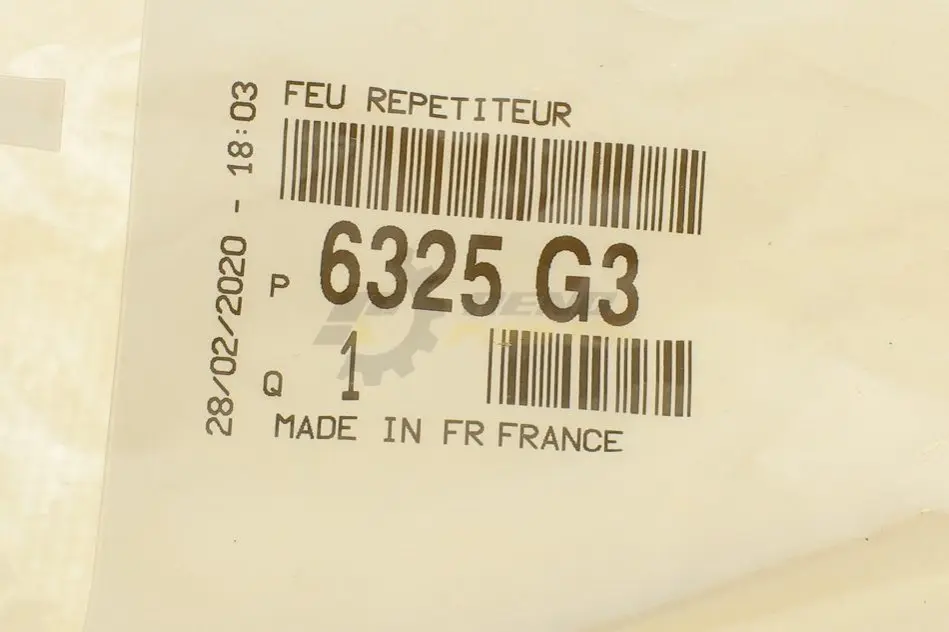 FEU REPETITEUR
P 6325 G3
Q 1
MADE IN FR FRANCE
28/02/2020 - 18:03